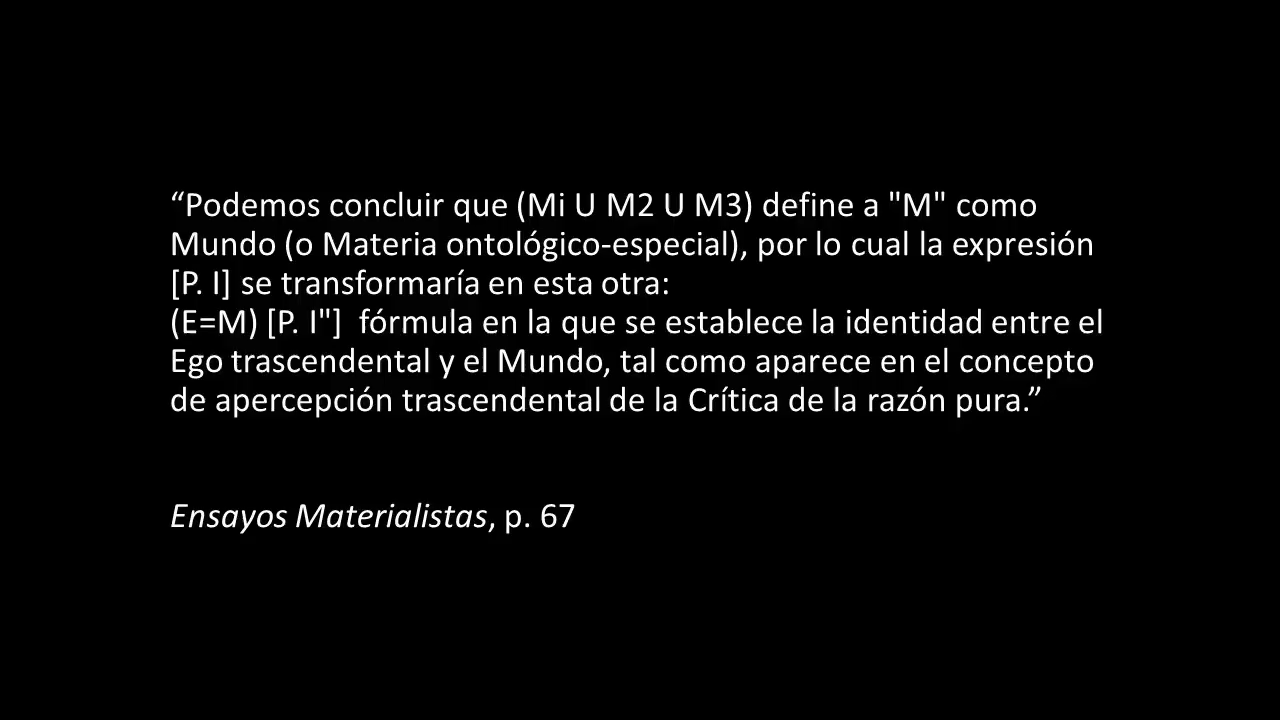 “Podemos concluir que (Mi U M2 U M3) define a "M" como
Mundo (o Materia ontológico-especial), por lo cual la expresión
[P. I] se transformaría en esta otra:
(E=M) [P. I"]  fórmula en la que se establece la identidad entre el
Ego trascendental y el Mundo, tal como aparece en el concepto
de apercepción trascendental de la Crítica de la razón pura.”
Ensayos Materialistas, p. 67